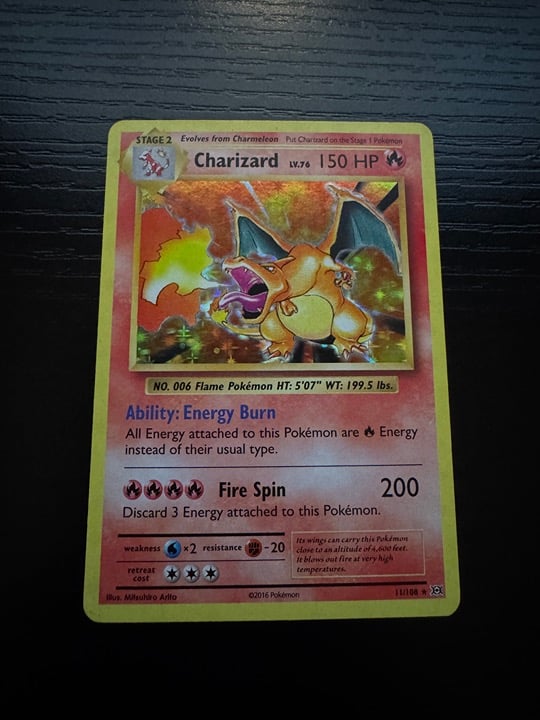 STAGE 2 Evolves from Charmeleon Put Charizard on the Stage 1 Pokémon
Charizard LV.76 150 HP
NO. 006 Flame Pokémon HT: 5'07" WT: 199.5 lbs.
Ability: Energy Burn
All Energy attached to this Pokémon are Energy
instead of their usual type.
Fire Spin 200
Discard 3 Energy attached to this Pokémon.
weakness ×2 resistance -20
retreat
cost
Its wings can carry this Pokémon
close to an altitude of 4,600 feet.
It blows out fire at very high
temperatures.
Illus. Mitsuhiro Arita ©2016 Pokémon 11/108 ★